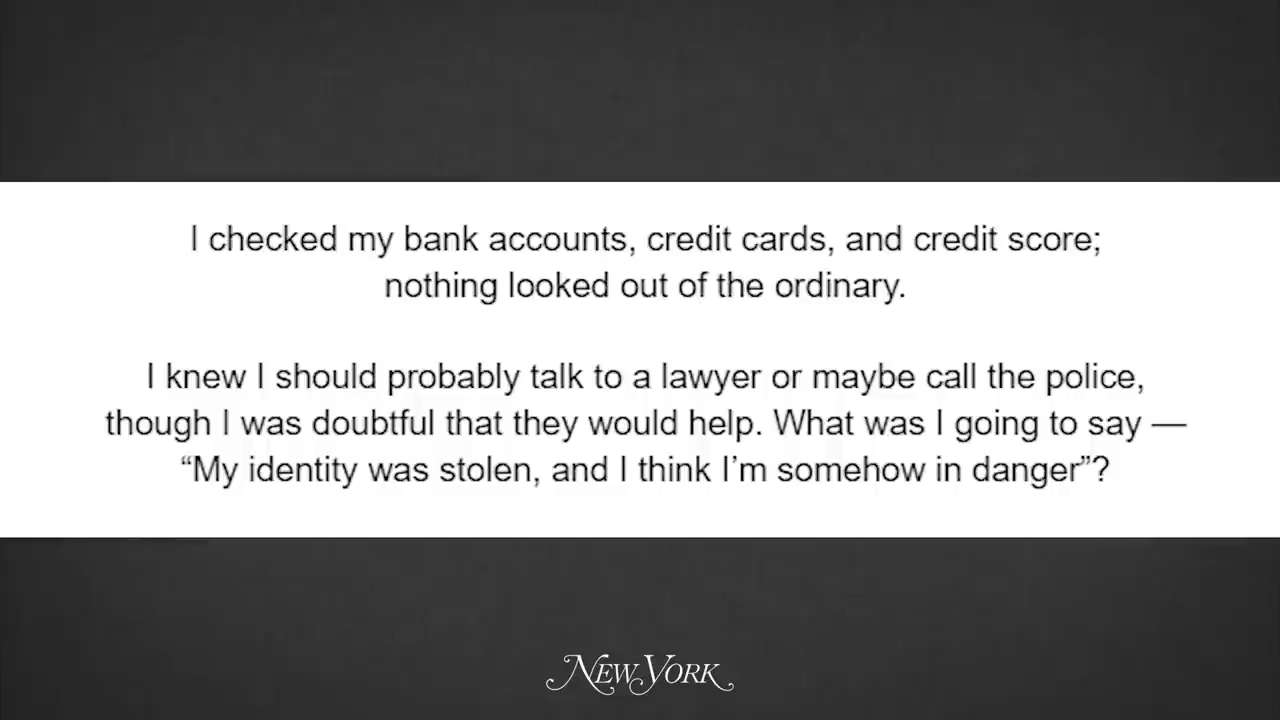 I checked my bank accounts, credit cards, and credit score;
nothing looked out of the ordinary.
I knew I should probably talk to a lawyer or maybe call the police,
though I was doubtful that they would help. What was I going to say —
“My identity was stolen, and I think I’m somehow in danger”?
NEW YORK